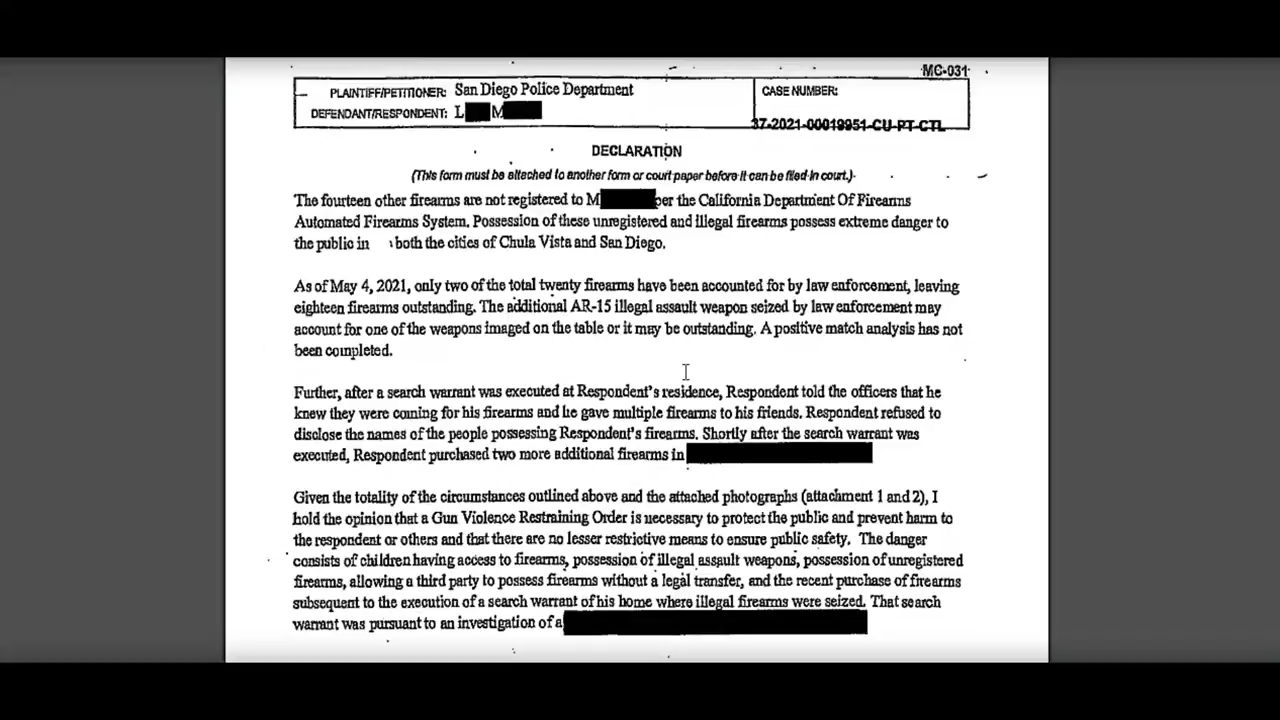 MC-031
PLAINTIFF/PETITIONER: San Diego Police Department
CASE NUMBER:
DEFENDANT/RESPONDENT: L M
37-2021-00019951-CU-PT-CTL
DECLARATION
(This form must be attached to another form or court paper before it can be filed in court.)
The fourteen other firearms are not registered to M per the California Department Of Firearms
Automated Firearms System. Possession of these unregistered and illegal firearms possess extreme danger to
the public in both the cities of Chula Vista and San Diego.
As of May 4, 2021, only two of the total twenty firearms have been accounted for by law enforcement, leaving
eighteen firearms outstanding. The additional AR-15 illegal assault weapon seized by law enforcement may
account for one of the weapons imaged on the table or it may be outstanding. A positive match analysis has not
been completed.
Further, after a search warrant was executed at Respondent's residence, Respondent told the officers that he
knew they were coming for his firearms and he gave multiple firearms to his friends. Respondent refused to
disclose the names of the people possessing Respondent's firearms. Shortly after the search warrant was
executed, Respondent purchased two more additional firearms in
Given the totality of the circumstances outlined above and the attached photographs (attachment 1 and 2), I
hold the opinion that a Gun Violence Restraining Order is necessary to protect the public and prevent harm to
the respondent or others and that there are no lesser restrictive means to ensure public safety. The danger
consists of children having access to firearms, possession of illegal assault weapons, possession of unregistered
firearms, allowing a third party to possess firearms without a legal transfer, and the recent purchase of firearms
subsequent to the execution of a search warrant of his home where illegal firearms were seized. That search
warrant was pursuant to an investigation of a